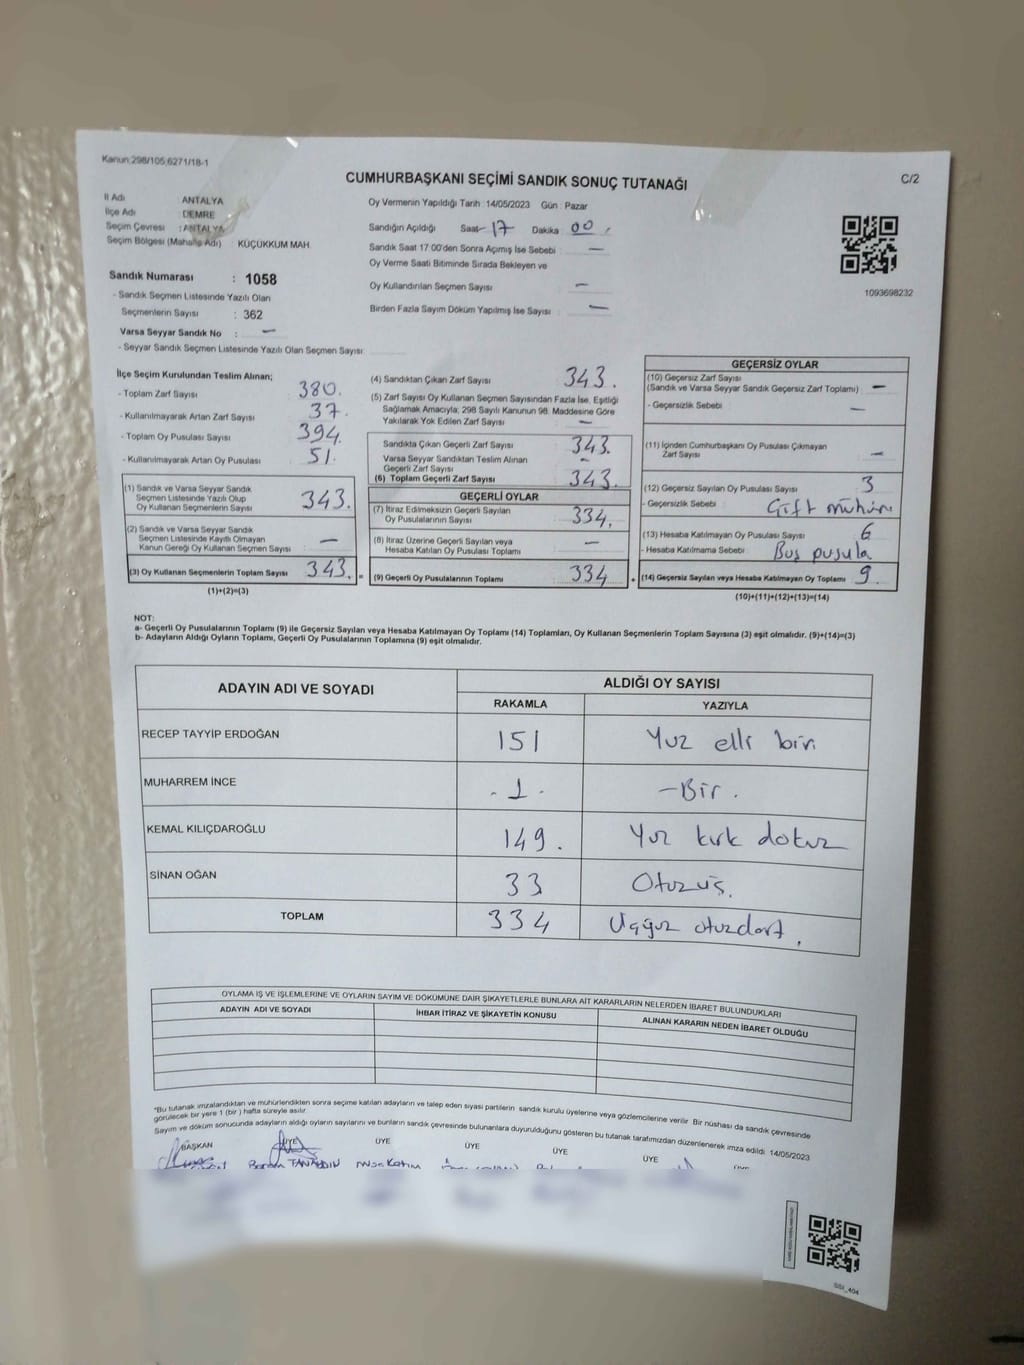 Kanun:298/105;6271/18-1
CUMHURBAŞKANI SEÇİMİ SANDIK SONUÇ TUTANAĞI
C/2
İl Adı : ANTALYA
İlçe Adı : DEMRE
Seçim Çevresi : ANTALYA
Seçim Bölgesi (Mahalle Adı) : KÜÇÜKKUM MAH.
Sandık Numarası : 1058
- Sandık Seçmen Listesinde Yazılı Olan
Seçmenlerin Sayısı : 362
Varsa Seyyar Sandık No : —
- Seyyar Sandık Seçmen Listesinde Yazılı Olan Seçmen Sayısı:
Oy Vermenin Yapıldığı Tarih :14/05/2023 Gün : Pazar
Sandığın Açıldığı Saat 17 Dakika 00
Sandık Saat 17:00'den Sonra Açılmış İse Sebebi : —
Oy Verme Saati Bitiminde Sırada Bekleyen ve
Oy Kullandırılan Seçmen Sayısı : —
Birden Fazla Sayım Döküm Yapılmış İse Sayısı : —
1093698232
İlçe Seçim Kurulundan Teslim Alınan;
- Toplam Zarf Sayısı : 380.
- Kullanılmayarak Artan Zarf Sayısı : 37.
- Toplam Oy Pusulası Sayısı : 394.
- Kullanılmayarak Artan Oy Pusulası : 51.
(1) Sandık ve Varsa Seyyar Sandık
Seçmen Listesinde Yazılı Olup
Oy Kullanan Seçmenlerin Sayısı 343.
(2) Sandık ve Varsa Seyyar Sandık
Seçmen Listesinde Kayıtlı Olmayan
Kanun Gereği Oy Kullanan Seçmen Sayısı —
(3) Oy Kullanan Seçmenlerin Toplam Sayısı 343. =
(1)+(2)=(3)
(4) Sandıktan Çıkan Zarf Sayısı 343.
(5) Zarf Sayısı Oy Kullanan Seçmen Sayısından Fazla İse, Eşitliği
Sağlamak Amacıyla; 298 Sayılı Kanunun 98. Maddesine Göre
Yakılarak Yok Edilen Zarf Sayısı : —
Sandıkta Çıkan Geçerli Zarf Sayısı 343.
Varsa Seyyar Sandıktan Teslim Alınan
Geçerli Zarf Sayısı —
(6) Toplam Geçerli Zarf Sayısı 343.
GEÇERLİ OYLAR
(7) İtiraz Edilmeksizin Geçerli Sayılan
Oy Pusulalarının Sayısı 334.
(8) İtiraz Üzerine Geçerli Sayılan veya
Hesaba Katılan Oy Pusulası Toplamı —
(9) Geçerli Oy Pusulalarının Toplamı 334 +
GEÇERSİZ OYLAR
(10) Geçersiz Zarf Sayısı
(Sandık ve Varsa Seyyar Sandık Geçersiz Zarf Toplamı) —
- Geçersizlik Sebebi : —
(11) İçinden Cumhurbaşkanı Oy Pusulası Çıkmayan
Zarf Sayısı —
(12) Geçersiz Sayılan Oy Pusulası Sayısı 3
- Geçersizlik Sebebi : Çift mühür
(13) Hesaba Katılmayan Oy Pusulası Sayısı 6
- Hesaba Katılmama Sebebi : Boş pusula
(14) Geçersiz Sayılan veya Hesaba Katılmayan Oy Toplamı 9.
(10)+(11)+(12)+(13)=(14)
NOT:
a- Geçerli Oy Pusulalarının Toplamı (9) ile Geçersiz Sayılan veya Hesaba Katılmayan Oy Toplamı (14) Toplamları, Oy Kullanan Seçmenlerin Toplam Sayısına (3) eşit olmalıdır. (9)+(14)=(3)
b- Adayların Aldığı Oyların Toplamı, Geçerli Oy Pusulalarının Toplamına (9) eşit olmalıdır.
ADAYIN ADI VE SOYADI
ALDIĞI OY SAYISI
RAKAMLA YAZIYLA
RECEP TAYYİP ERDOĞAN 151 Yuz elli bir
MUHARREM İNCE - 1 - -Bir.
KEMAL KILIÇDAROĞLU 149. Yuz kırk dokuz
SİNAN OĞAN 33 Otuzüç.
TOPLAM 334 Üçyüz otuzdört,
OYLAMA İŞ VE İŞLEMLERİNE VE OYLARIN SAYIM VE DÖKÜMÜNE DAİR ŞİKAYETLERLE BUNLARA AİT KARARLARIN NELERDEN İBARET BULUNDUKLARI
ADAYIN ADI VE SOYADI İHBAR İTİRAZ VE ŞİKAYETİN KONUSU ALINAN KARARIN NEDEN İBARET OLDUĞU
*Bu tutanak imzalandıktan ve mühürlendikten sonra seçime katılan adayların ve talep eden siyasi partilerin sandık kurulu üyelerine veya gözlemcilerine verilir. Bir nüshası da sandık çevresinde
görülecek bir yere 1 (bir) hafta süreyle asılır.
Sayım ve döküm sonucunda adayların aldığı oyların sayılarını ve bunların sandık çevresinde bulunanlara duyurulduğunu gösteren bu tutanak tarafımızdan düzenlenerek imza edildi. 14/05/2023
BAŞKAN ÜYE ÜYE ÜYE ÜYE ÜYE